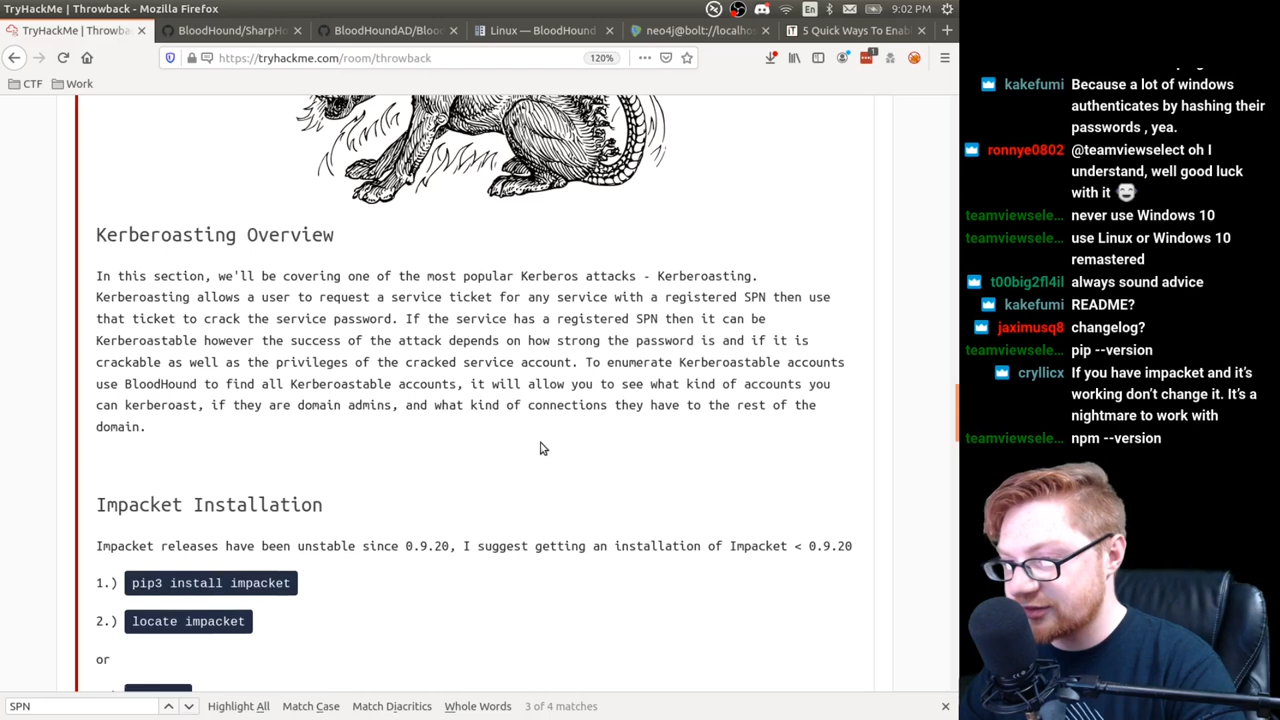 TryHackMe | Throwback - Mozilla Firefox
En
9:02 PM
TryHackMe | Throwba
BloodHound/SharpHo
BloodHoundAD/Bloo
Linux — BloodHound
neo4j@bolt://localho
5 Quick Ways To Enabl
https://tryhackme.com/room/throwback
120%
1
CTF
Work
Kerberoasting Overview
In this section, we'll be covering one of the most popular Kerberos attacks - Kerberoasting.
Kerberoasting allows a user to request a service ticket for any service with a registered SPN then use
that ticket to crack the service password. If the service has a registered SPN then it can be
Kerberoastable however the success of the attack depends on how strong the password is and if it is
crackable as well as the privileges of the cracked service account. To enumerate Kerberoastable accounts
use BloodHound to find all Kerberoastable accounts, it will allow you to see what kind of accounts you
can kerberoast, if they are domain admins, and what kind of connections they have to the rest of the
domain.
Impacket Installation
Impacket releases have been unstable since 0.9.20, I suggest getting an installation of Impacket < 0.9.20
1.) pip3 install impacket
2.) locate impacket
or
SPN
Highlight All
Match Case
Match Diacritics
Whole Words
3 of 4 matches
kakefumi Because a lot of windows
authenticates by hashing their
passwords , yea.
ronnye0802 @teamviewselect oh I
understand, well good luck
with it
teamviewsele... never use Windows 10
teamviewsele... use Linux or Windows 10
remastered
t00big2fl4il always sound advice
kakefumi README?
jaximusq8 changelog?
teamviewsele... pip --version
cryllicx If you have impacket and it's
working don't change it. It's a
nightmare to work with
teamviewsele... npm --version